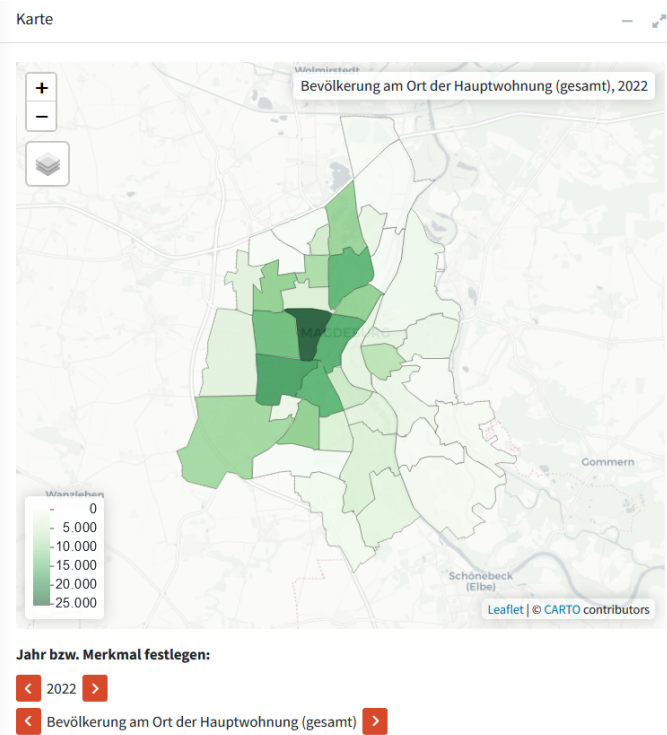 Karte
Wolmirstedt
Bevölkerung am Ort der Hauptwohnung (gesamt), 2022
+
−
MAGDEBURG
Gommern
Wanzleben
0
5.000
10.000
15.000
20.000
25.000
Schönebeck
(Elbe)
Leaflet | © CARTO contributors
Jahr bzw. Merkmal festlegen:
2022
Bevölkerung am Ort der Hauptwohnung (gesamt)